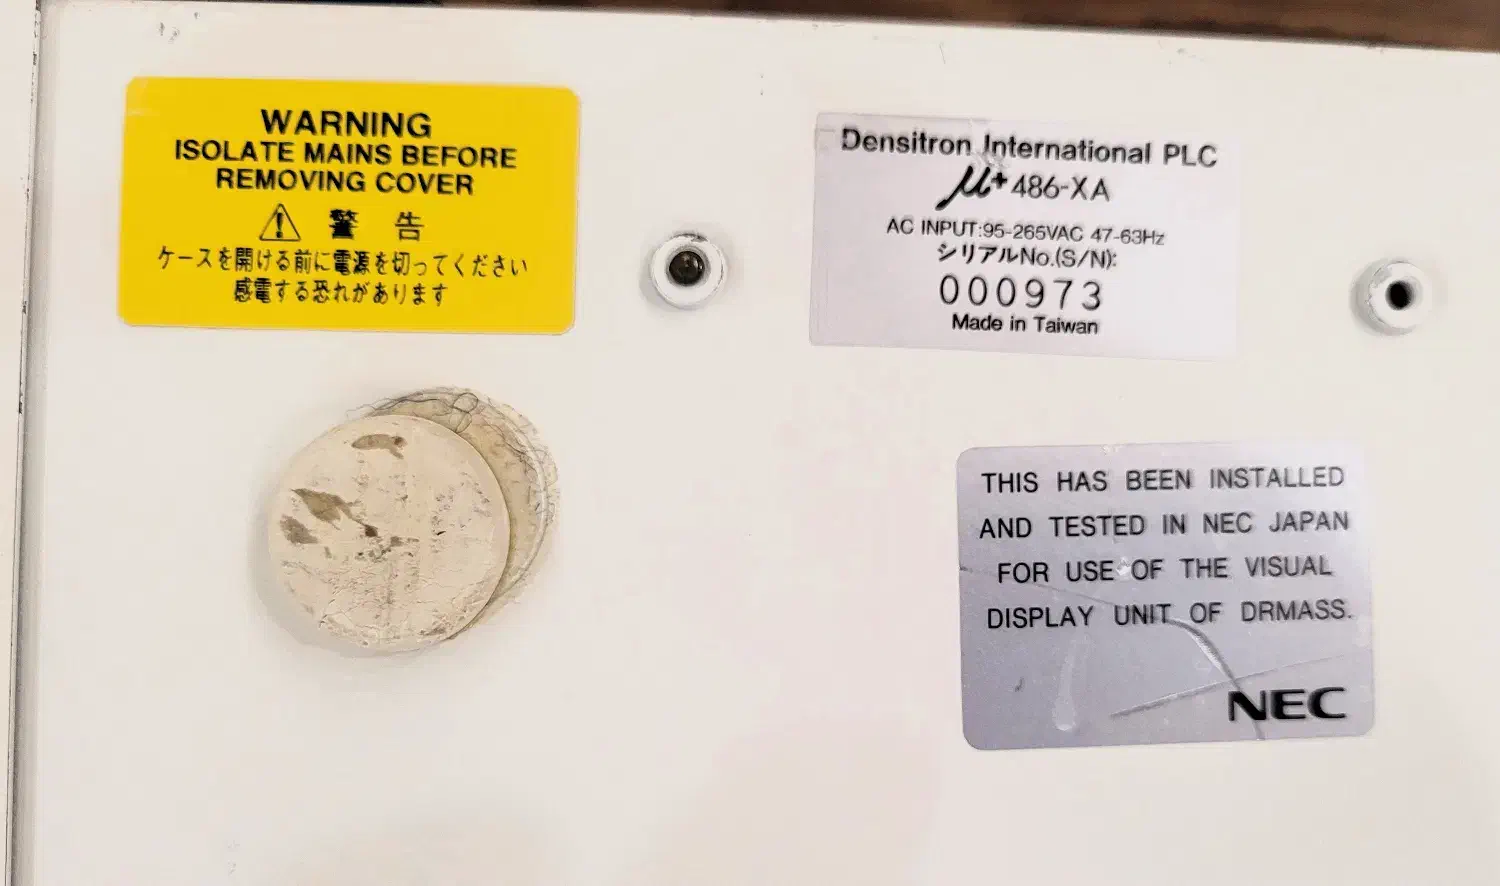 WARNING
ISOLATE MAINS BEFORE
REMOVING COVER
警 告
ケースを開ける前に電源を切ってください
感電する恐れがあります
Densitron International PLC
μ+ 486-XA
AC INPUT:95-265VAC 47-63Hz
シリアルNo.(S/N):
000973
Made in Taiwan
THIS HAS BEEN INSTALLED
AND TESTED IN NEC JAPAN
FOR USE OF THE VISUAL
DISPLAY UNIT OF DRMASS.
NEC